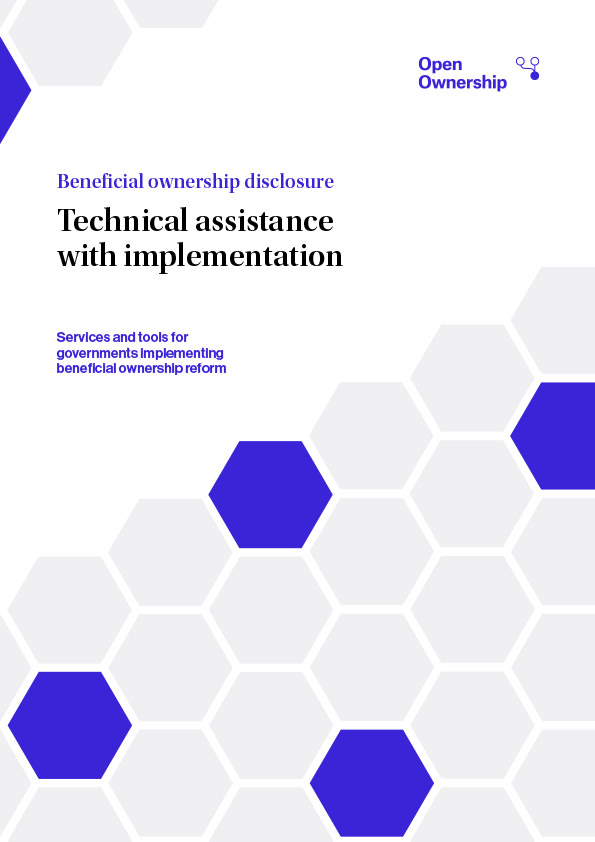 Open
Ownership
Beneficial ownership disclosure
Technical assistance
with implementation
Services and tools for
governments implementing
beneficial ownership reform